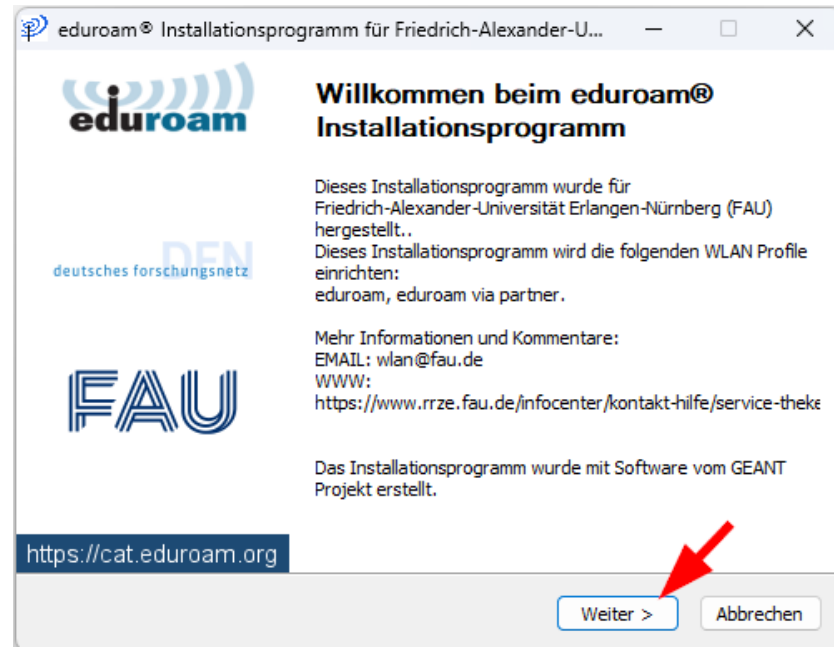 eduroam® Installationsprogramm für Friedrich-Alexander-U...
eduroam
Willkommen beim eduroam®
Installationsprogramm
Dieses Installationsprogramm wurde für
Friedrich-Alexander-Universität Erlangen-Nürnberg (FAU)
hergestellt..
Dieses Installationsprogramm wird die folgenden WLAN Profile
einrichten:
eduroam, eduroam via partner.
DFN
deutsches forschungsnetz
Mehr Informationen und Kommentare:
EMAIL: wlan@fau.de
WWW:
https://www.rrze.fau.de/infocenter/kontakt-hilfe/service-theke
FAU
Das Installationsprogramm wurde mit Software vom GEANT
Projekt erstellt.
https://cat.eduroam.org
Weiter >
Abbrechen